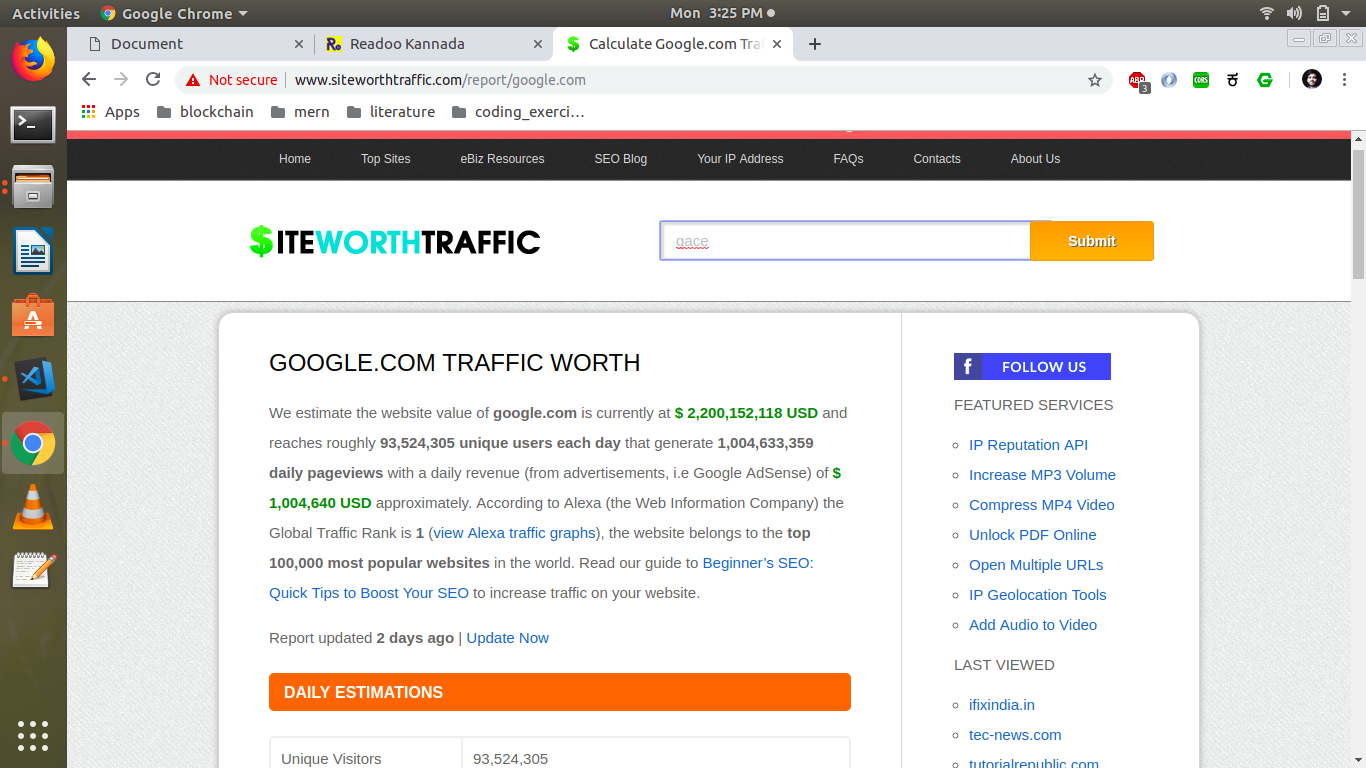 Activities
Google Chrome
Mon 3:25 PM
Document
Readoo Kannada
Calculate Google.com Tra
Not secure
www.siteworthtraffic.com/report/google.com
ABP
3
CORS
ಕ
Apps
blockchain
mern
literature
coding_exerci...
Home
Top Sites
eBiz Resources
SEO Blog
Your IP Address
FAQs
Contacts
About Us
$ITEWORTHTRAFFIC
qace
Submit
GOOGLE.COM TRAFFIC WORTH
We estimate the website value of google.com is currently at $ 2,200,152,118 USD and
reaches roughly 93,524,305 unique users each day that generate 1,004,633,359
daily pageviews with a daily revenue (from advertisements, i.e Google AdSense) of $
1,004,640 USD approximately. According to Alexa (the Web Information Company) the
Global Traffic Rank is 1 (view Alexa traffic graphs), the website belongs to the top
100,000 most popular websites in the world. Read our guide to Beginner’s SEO:
Quick Tips to Boost Your SEO to increase traffic on your website.
Report updated 2 days ago | Update Now
DAILY ESTIMATIONS
Unique Visitors
93,524,305
f FOLLOW US
FEATURED SERVICES
IP Reputation API
Increase MP3 Volume
Compress MP4 Video
Unlock PDF Online
Open Multiple URLs
IP Geolocation Tools
Add Audio to Video
LAST VIEWED
ifixindia.in
tec-news.com
tutorialrepublic.com